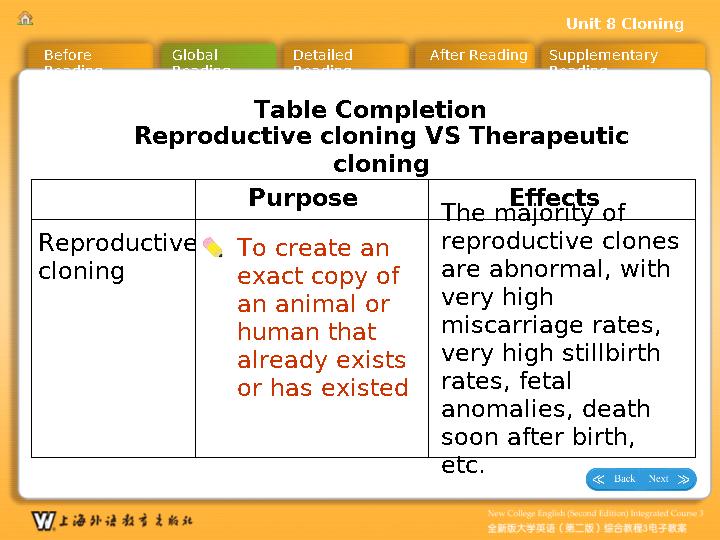 Unit 8 Cloning
Before Reading
Global Reading
Detailed Reading
After Reading
Supplementary Reading
Table Completion
Reproductive cloning VS Therapeutic
cloning
Purpose
Effects
Reproductive
cloning
To create an
exact copy of
an animal or
human that
already exists
or has existed
The majority of
reproductive clones
are abnormal, with
very high
miscarriage rates,
very high stillbirth
rates, fetal
anomalies, death
soon after birth,
etc.
Back Next
W 上海外语教育出版社
New College English (Second Edition) Integrated Course 3
全新版大学英语（第二版）综合教程3电子教案